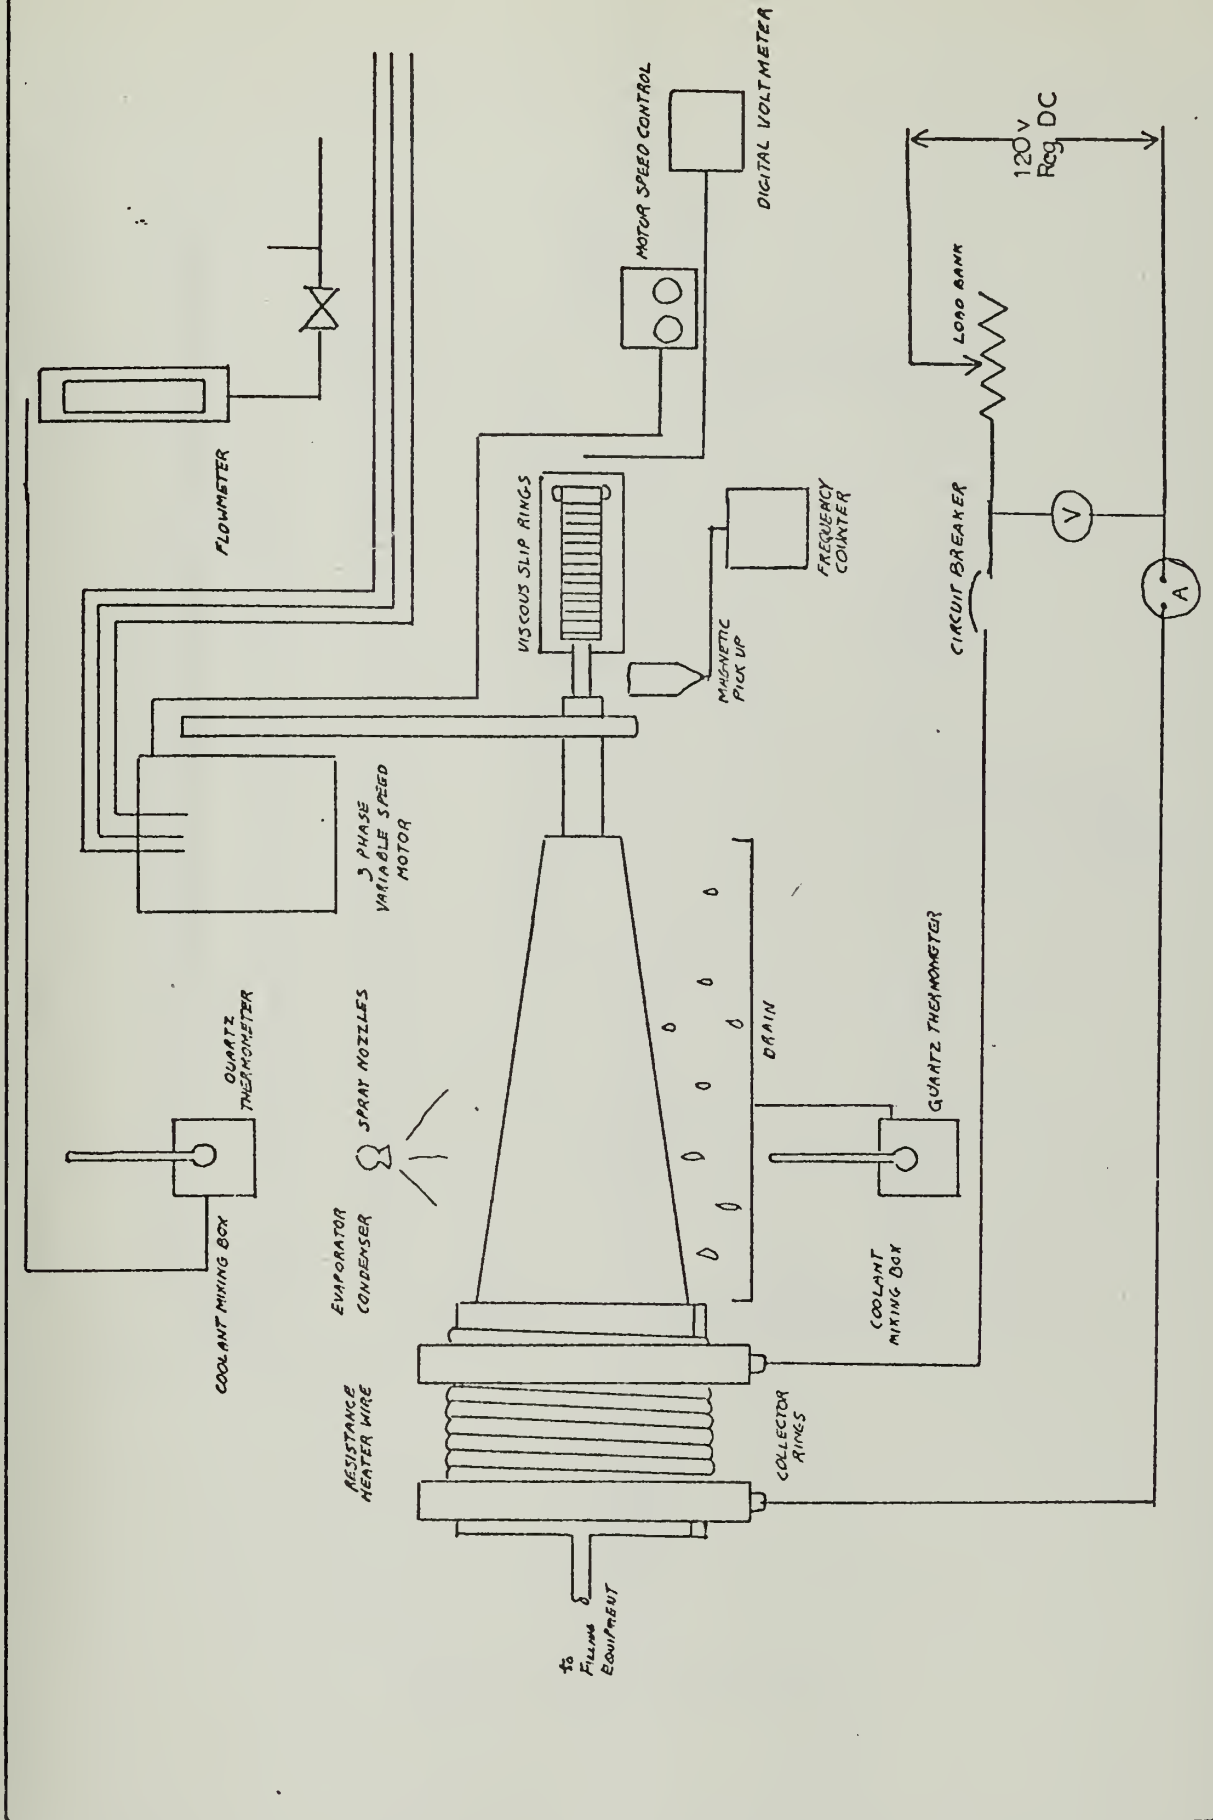 FLOWMETER
MOTOR SPEED CONTROL
DIGITAL VOLTMETER
3 PHASE
VARIABLE SPEED
MOTOR
VISCOUS SLIP RINGS
MAGNETIC
PICK UP
FREQUENCY
COUNTER
QUARTZ
THERMOMETER
COOLANT MIXING BOX
SPRAY NOZZLES
EVAPORATOR
CONDENSER
RESISTANCE
HEATER WIRE
to
FILLING
EQUIPMENT
COLLECTOR
RINGS
DRAIN
COOLANT
MIXING BOX
QUARTZ THERMOMETER
CIRCUIT BREAKER
LOAD BANK
V
A
120 V
Reg DC